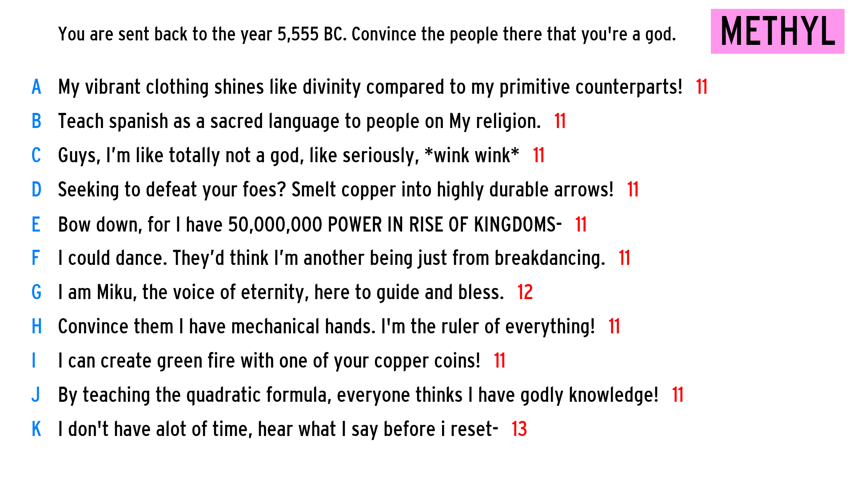 You are sent back to the year 5,555 BC. Convince the people there that you're a god.
METHYL
A My vibrant clothing shines like divinity compared to my primitive counterparts! 11
B Teach spanish as a sacred language to people on My religion. 11
C Guys, I’m like totally not a god, like seriously, *wink wink* 11
D Seeking to defeat your foes? Smelt copper into highly durable arrows! 11
E Bow down, for I have 50,000,000 POWER IN RISE OF KINGDOMS- 11
F I could dance. They’d think I’m another being just from breakdancing. 11
G I am Miku, the voice of eternity, here to guide and bless. 12
H Convince them I have mechanical hands. I'm the ruler of everything! 11
I I can create green fire with one of your copper coins! 11
J By teaching the quadratic formula, everyone thinks I have godly knowledge! 11
K I don't have alot of time, hear what I say before i reset- 13